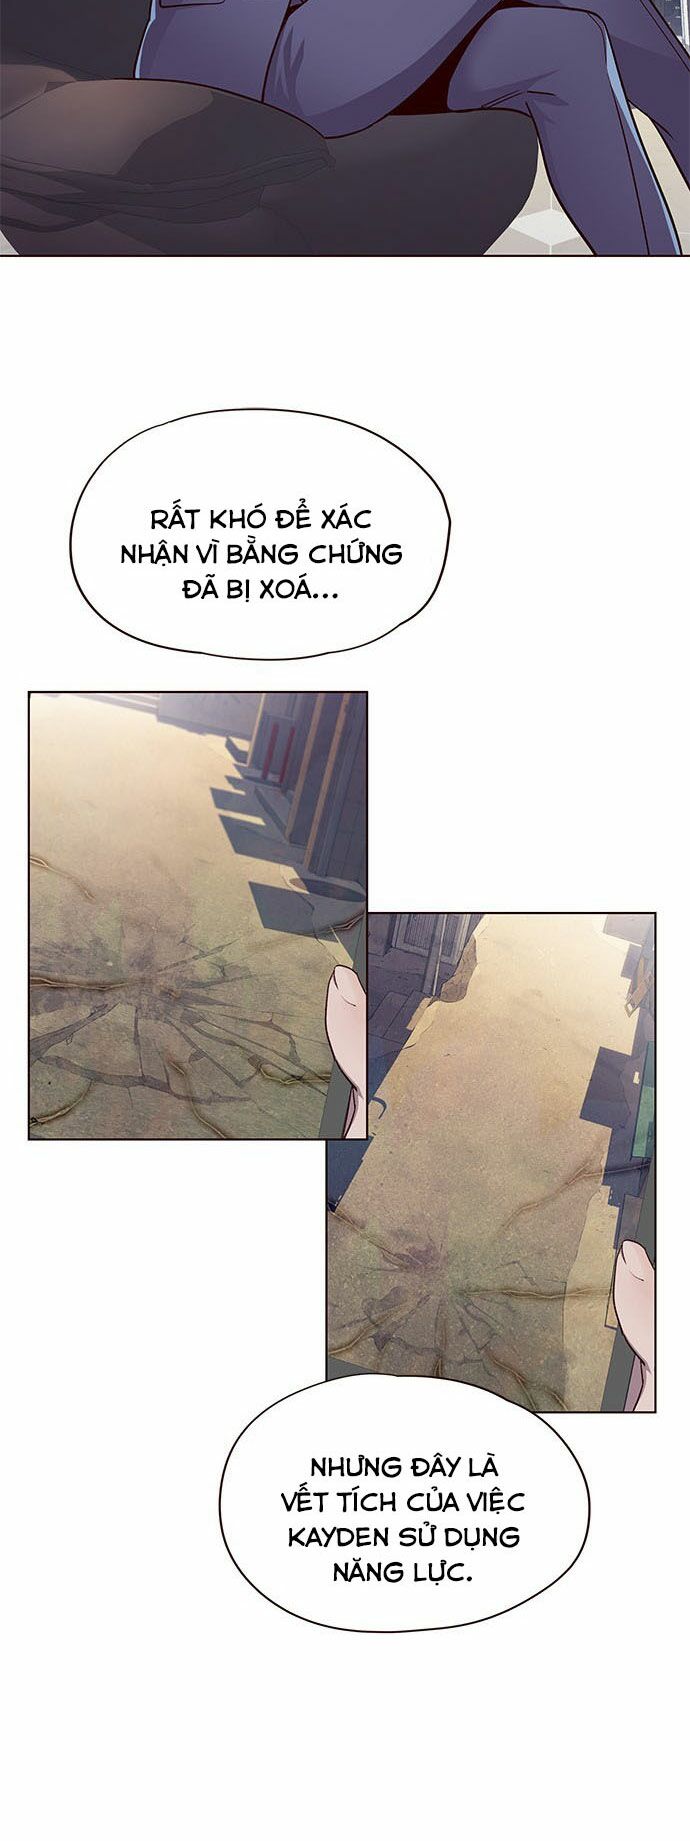 RẤT KHÓ ĐỂ XÁC
NHẬN VÌ BẰNG CHỨNG
ĐÃ BỊ XOÁ...
NHƯNG ĐÂY LÀ
VẾT TÍCH CỦA VIỆC
KAYDEN SỬ DỤNG
NĂNG LỰC.